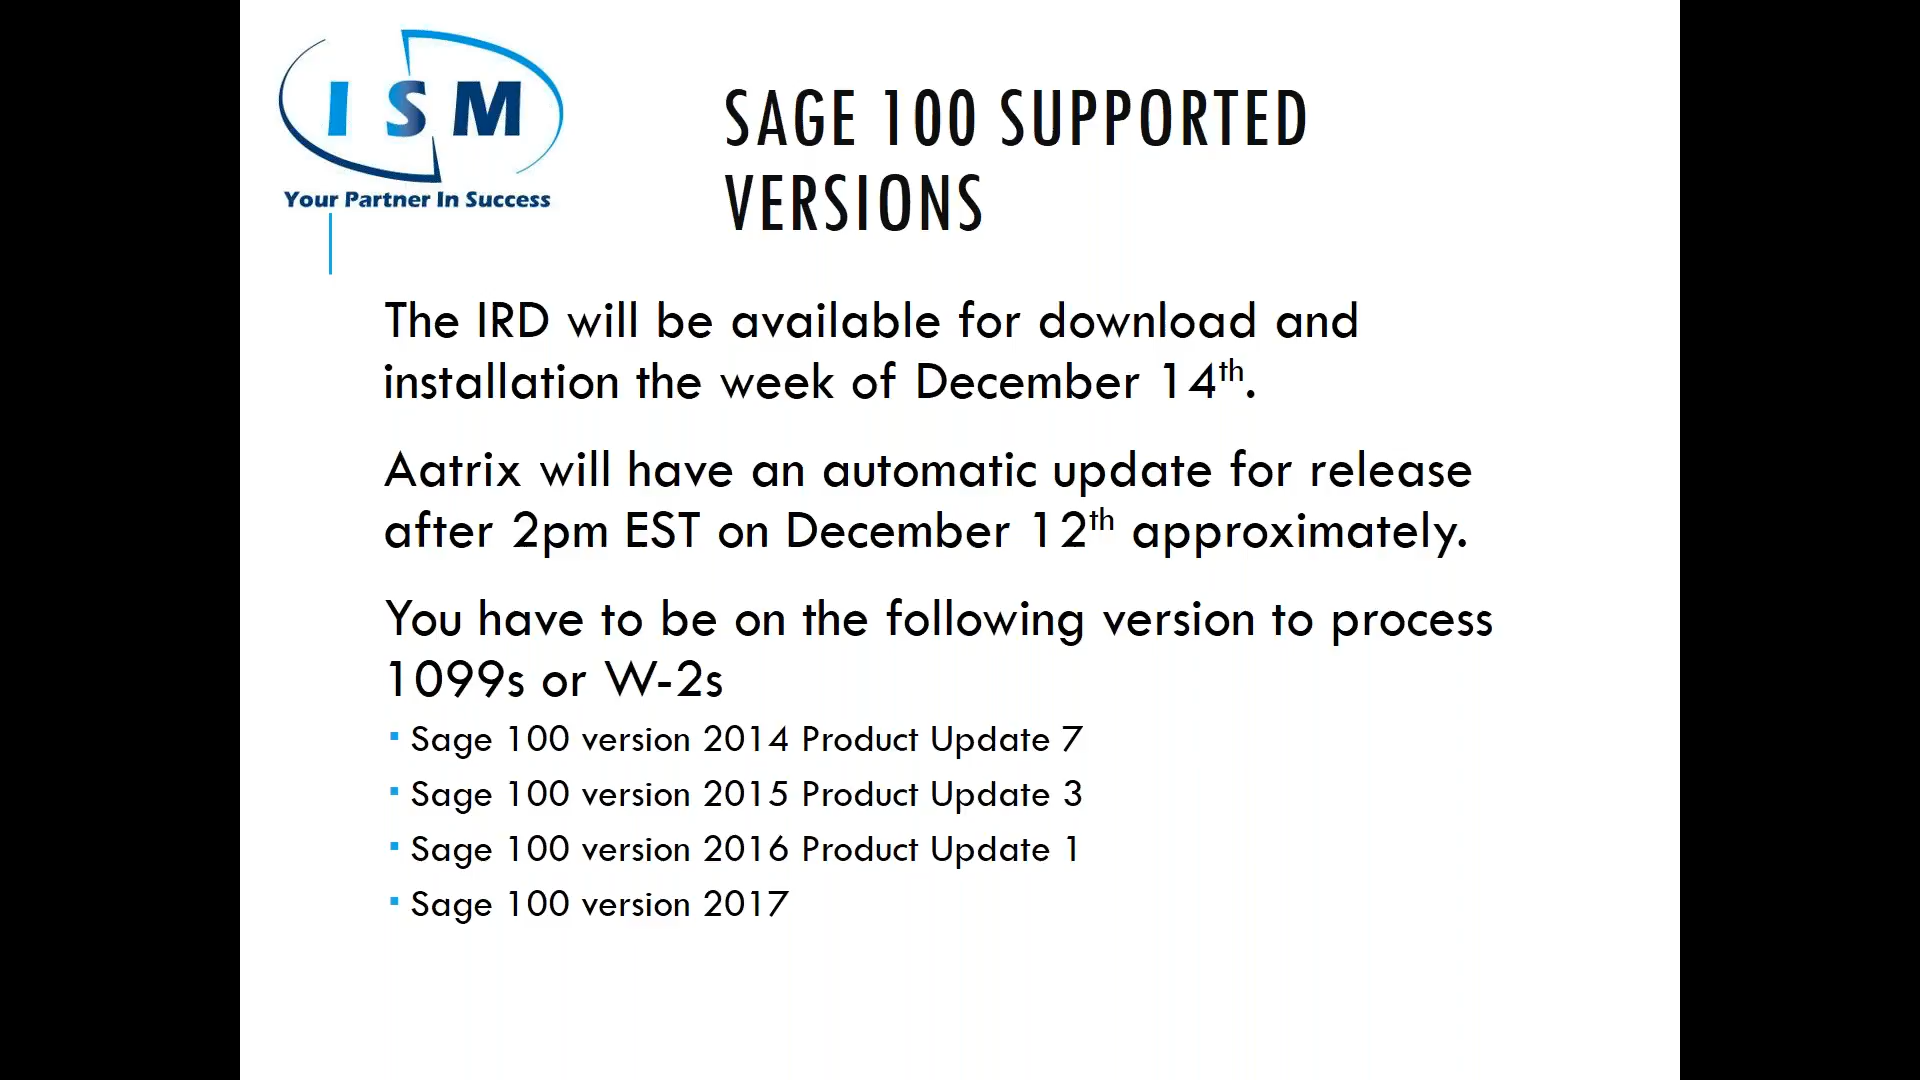 I S M
Your Partner In Success
SAGE 100 SUPPORTED
VERSIONS
The IRD will be available for download and
installation the week of December 14th.
Aatrix will have an automatic update for release
after 2pm EST on December 12th approximately.
You have to be on the following version to process
1099s or W-2s
▪ Sage 100 version 2014 Product Update 7
▪ Sage 100 version 2015 Product Update 3
▪ Sage 100 version 2016 Product Update 1
▪ Sage 100 version 2017